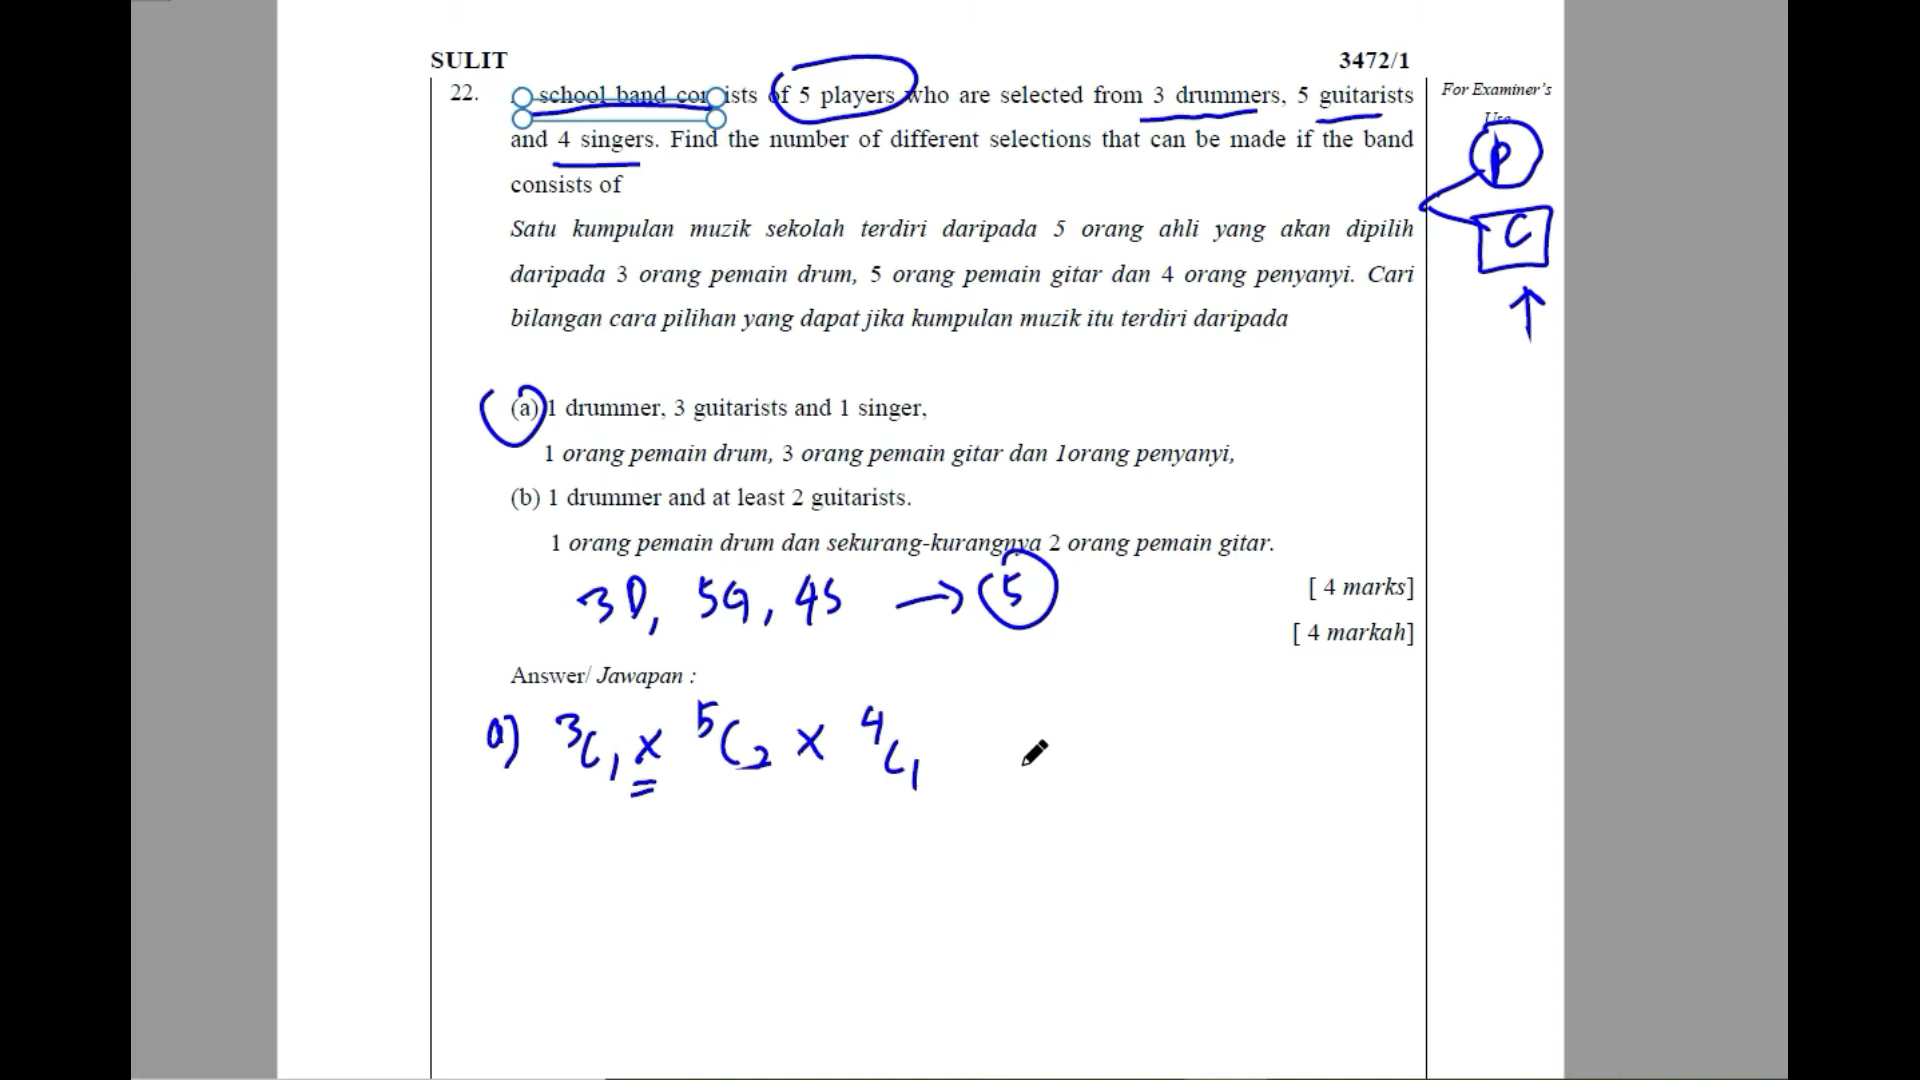 SULIT 3472/1
22. school band consists of 5 players who are selected from 3 drummers, 5 guitarists For Examiner's
Use
and 4 singers. Find the number of different selections that can be made if the band
P
consists of
C
Satu kumpulan muzik sekolah terdiri daripada 5 orang ahli yang akan dipilih
daripada 3 orang pemain drum, 5 orang pemain gitar dan 4 orang penyanyi. Cari
bilangan cara pilihan yang dapat jika kumpulan muzik itu terdiri daripada
(a) 1 drummer, 3 guitarists and 1 singer,
1 orang pemain drum, 3 orang pemain gitar dan 1orang penyanyi,
(b) 1 drummer and at least 2 guitarists.
1 orang pemain drum dan sekurang-kurangnya 2 orang pemain gitar.
3D, 5G, 4S → 5
[ 4 marks]
[ 4 markah]
Answer/ Jawapan :
a) ³C₁ × ⁵C₂ × ⁴C₁